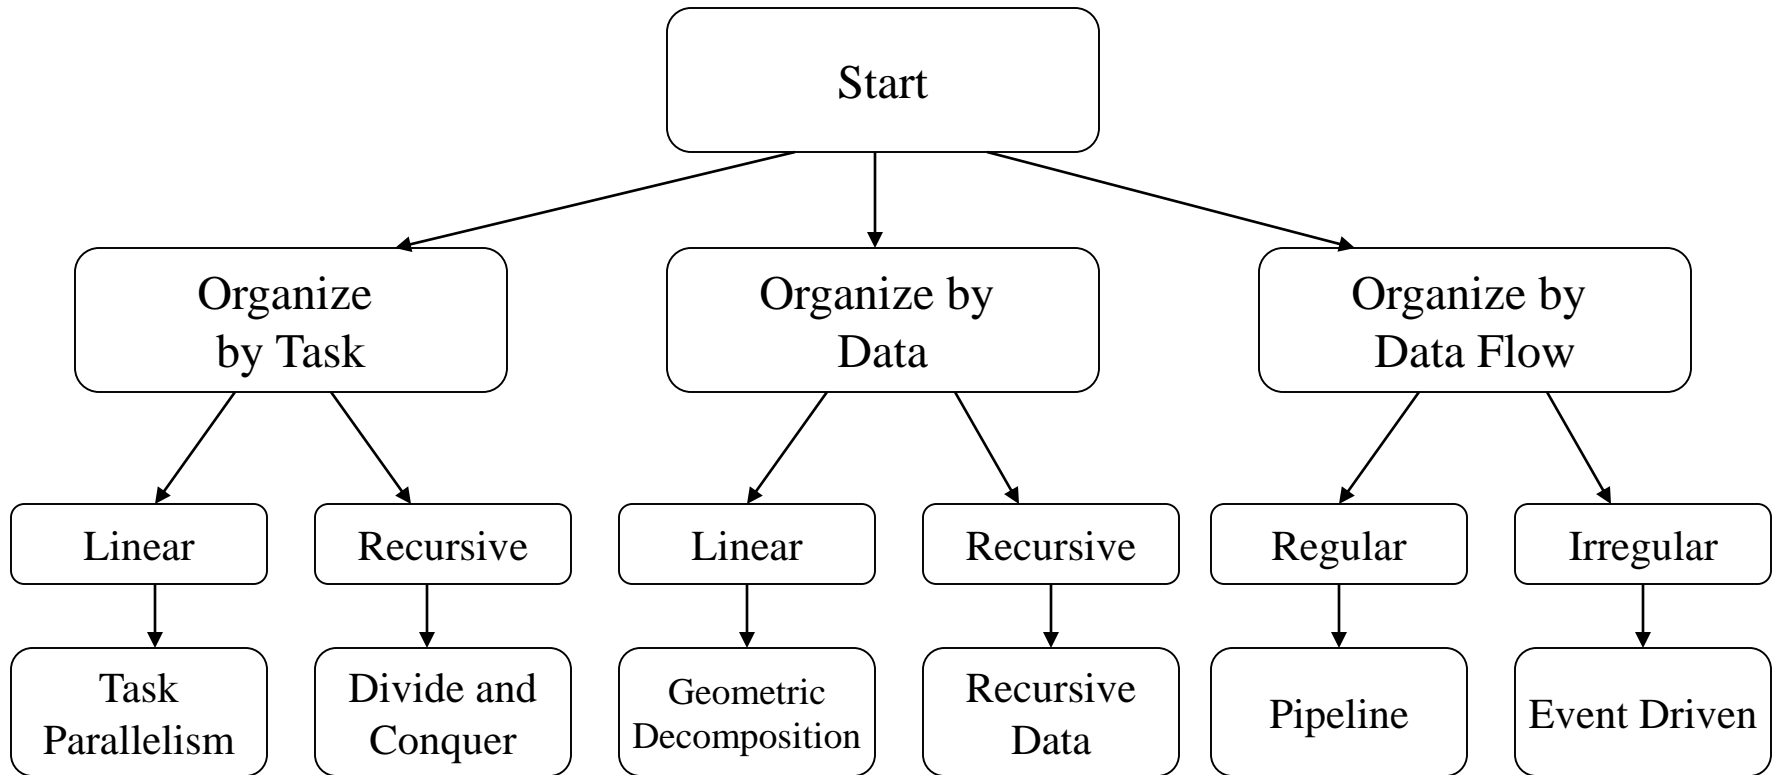 Start
Organize
by Task
Organize by
Data
Organize by
Data Flow
Linear
Recursive
Linear
Recursive
Regular
Irregular
Task
Parallelism
Divide and
Conquer
Geometric
Decomposition
Recursive
Data
Pipeline
Event Driven